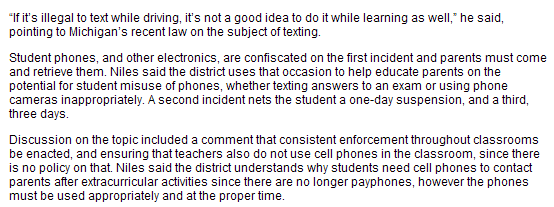 “If it’s illegal to text while driving, it’s not a good idea to do it while learning as well,” he said,
pointing to Michigan’s recent law on the subject of texting.
Student phones, and other electronics, are confiscated on the first incident and parents must come
and retrieve them. Niles said the district uses that occasion to help educate parents on the
potential for student misuse of phones, whether texting answers to an exam or using phone
cameras inappropriately. A second incident nets the student a one-day suspension, and a third,
three days.
Discussion on the topic included a comment that consistent enforcement throughout classrooms
be enacted, and ensuring that teachers also do not use cell phones in the classroom, since there
is no policy on that. Niles said the district understands why students need cell phones to contact
parents after extracurricular activities since there are no longer payphones, however the phones
must be used appropriately and at the proper time.